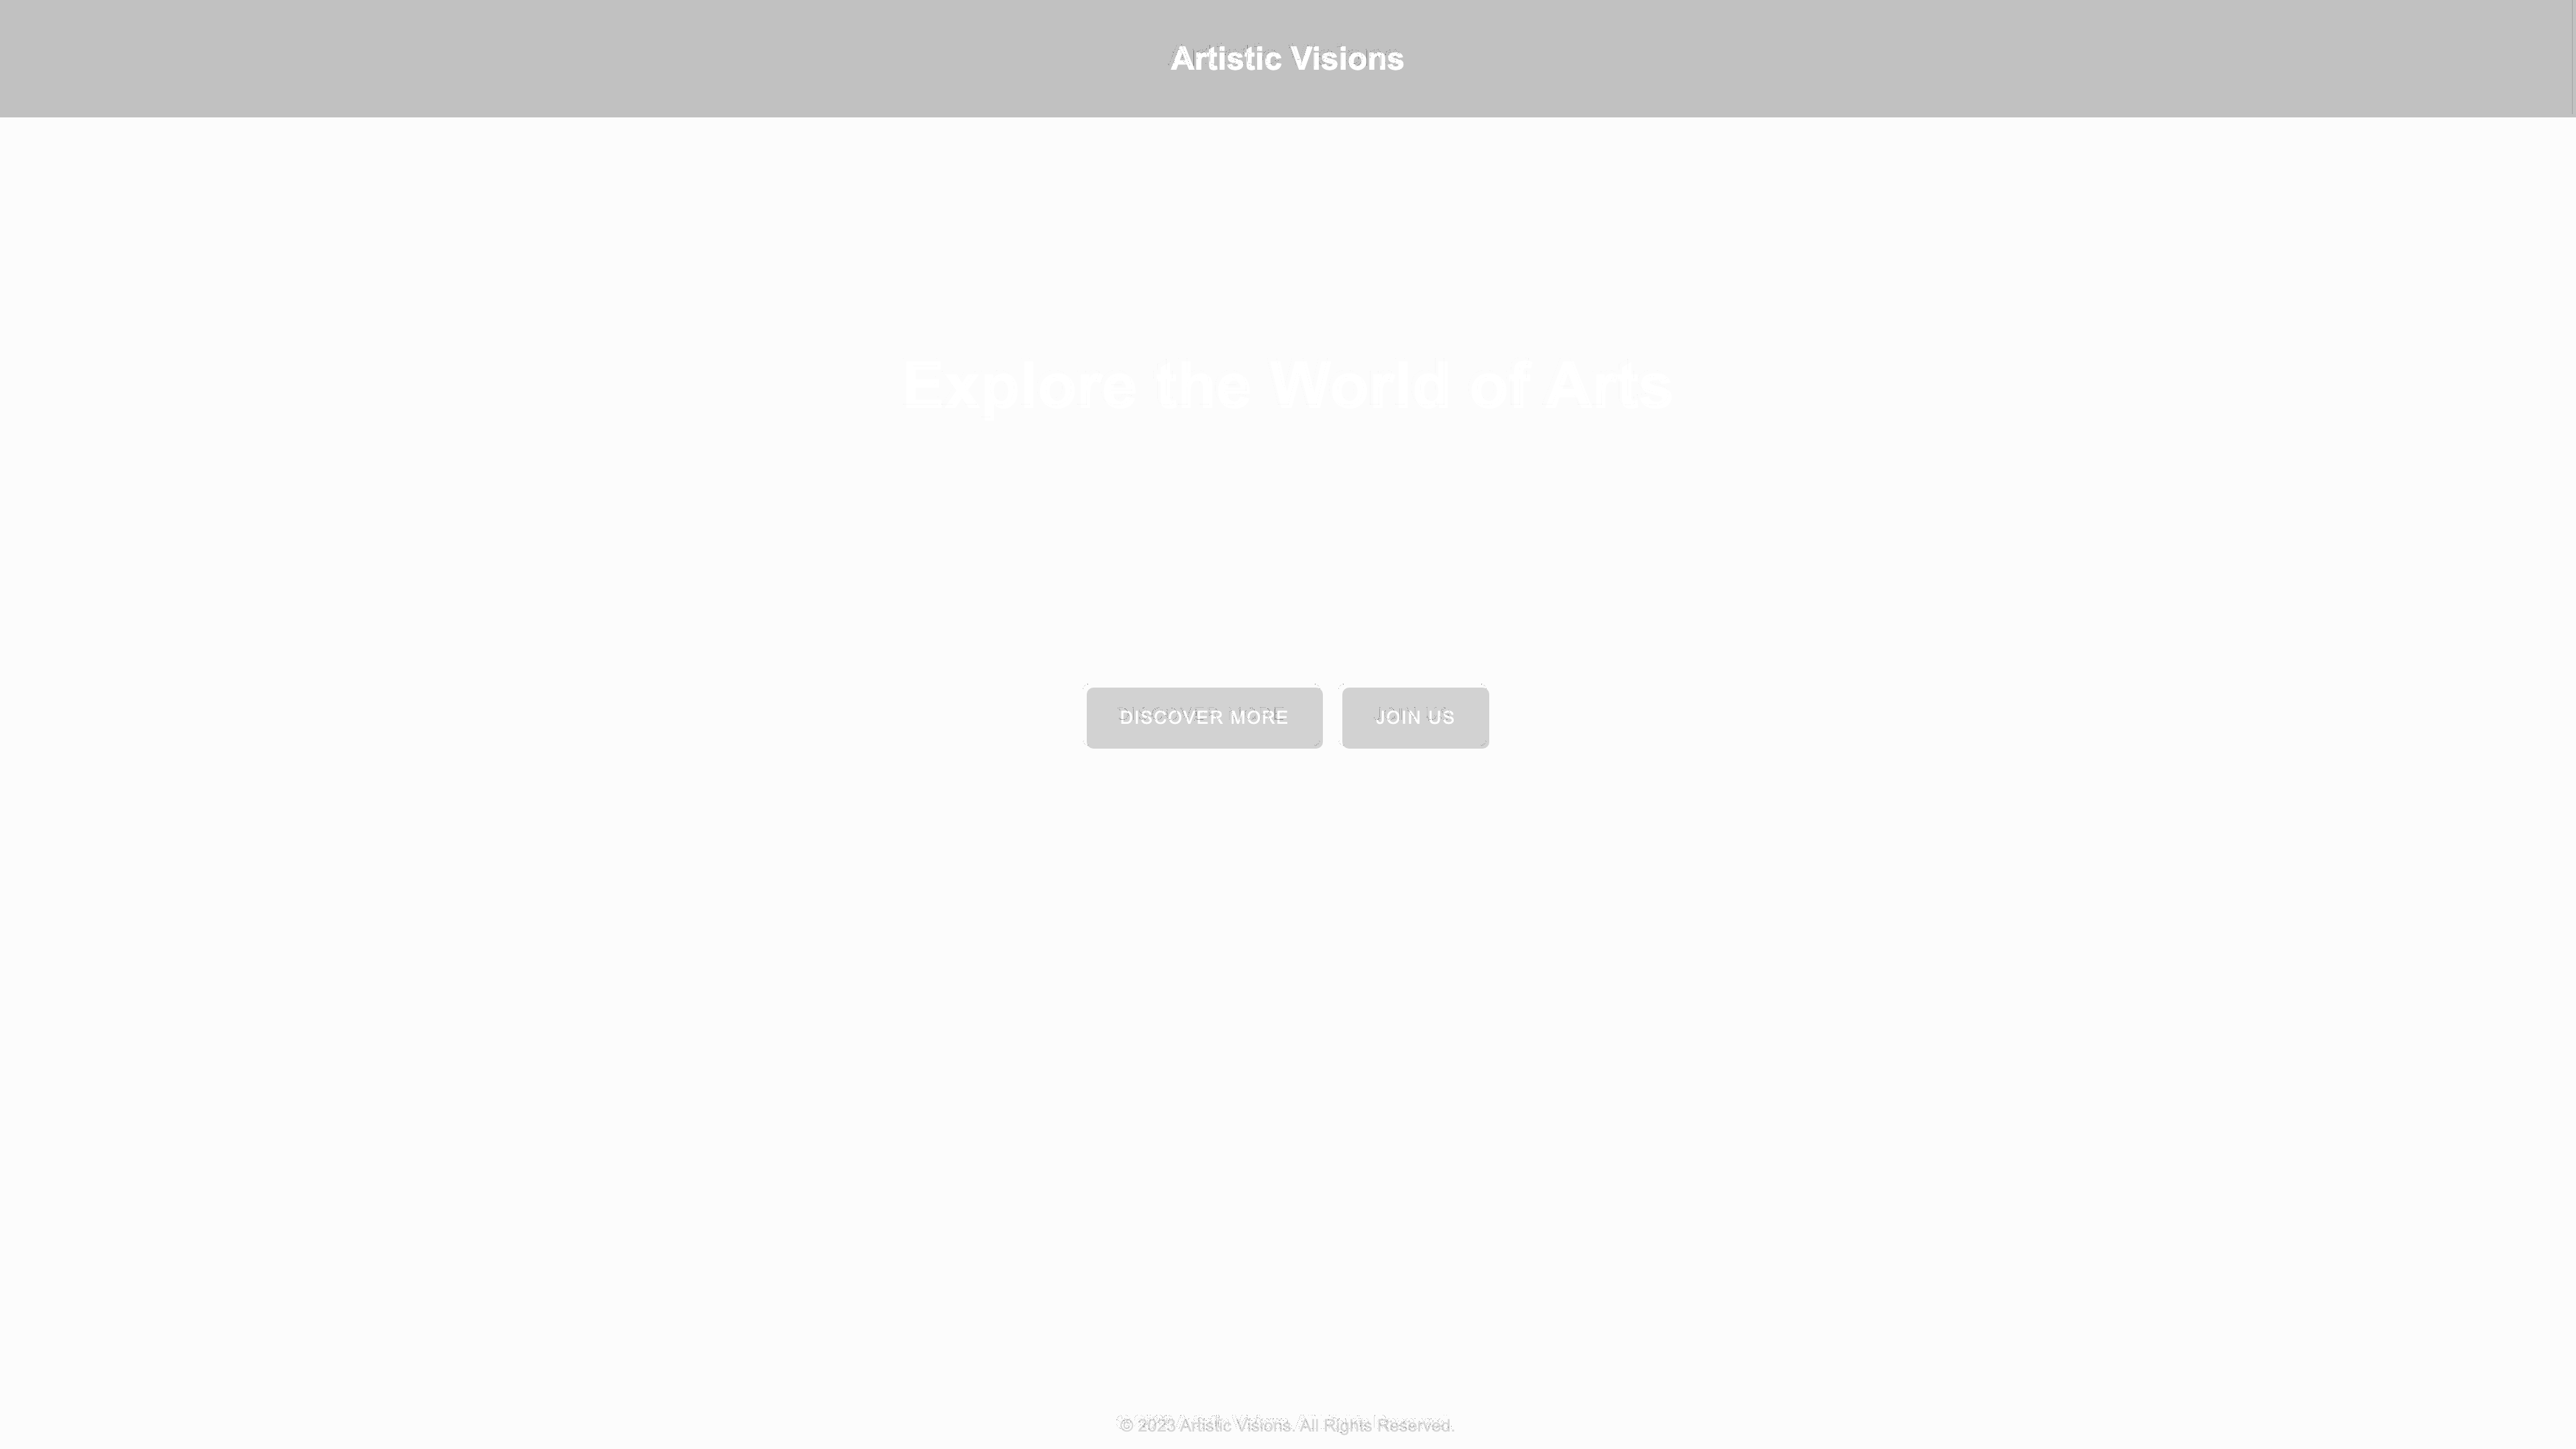 Artistic Visions
Explore the World of Arts
DISCOVER MORE
JOIN US
© 2023 Artistic Visions. All Rights Reserved.